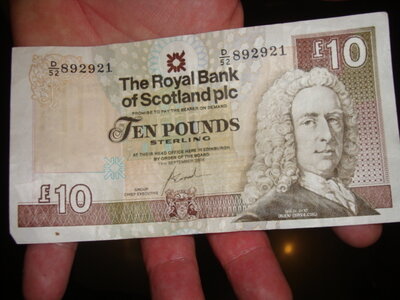 D/52 892921
D/52 892921
£10
The Royal Bank
of Scotland plc
PROMISE TO PAY THE BEARER ON DEMAND
TEN POUNDS
STERLING
AT THEIR HEAD OFFICE HERE IN EDINBURGH
BY ORDER OF THE BOARD
GROUP
CHIEF EXECUTIVE
£10